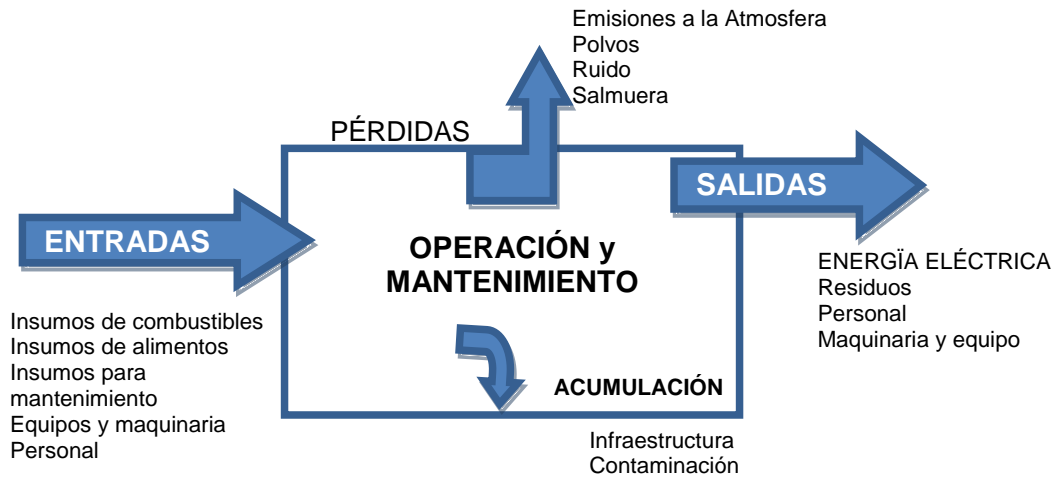 Emisiones a la Atmosfera
Polvos
Ruido
Salmuera
PÉRDIDAS
SALIDAS
ENTRADAS
OPERACIÓN y
MANTENIMIENTO
ENERGÏA ELÉCTRICA
Residuos
Personal
Maquinaria y equipo
Insumos de combustibles
Insumos de alimentos
Insumos para
mantenimiento
Equipos y maquinaria
Personal
ACUMULACIÓN
Infraestructura
Contaminación